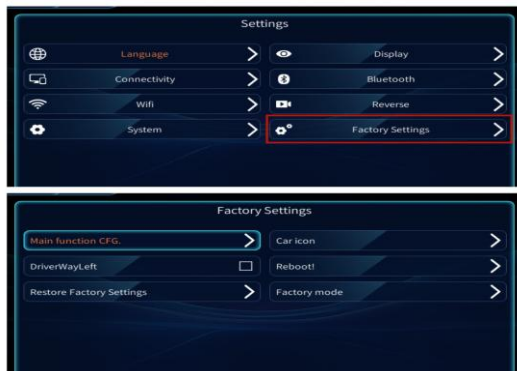 Settings
Language
Display
Connectivity
Bluetooth
Wifi
Reverse
System
Factory Settings
Factory Settings
Main function CFG.
Car icon
DriverWayLeft
Reboot!
Restore Factory Settings
Factory mode